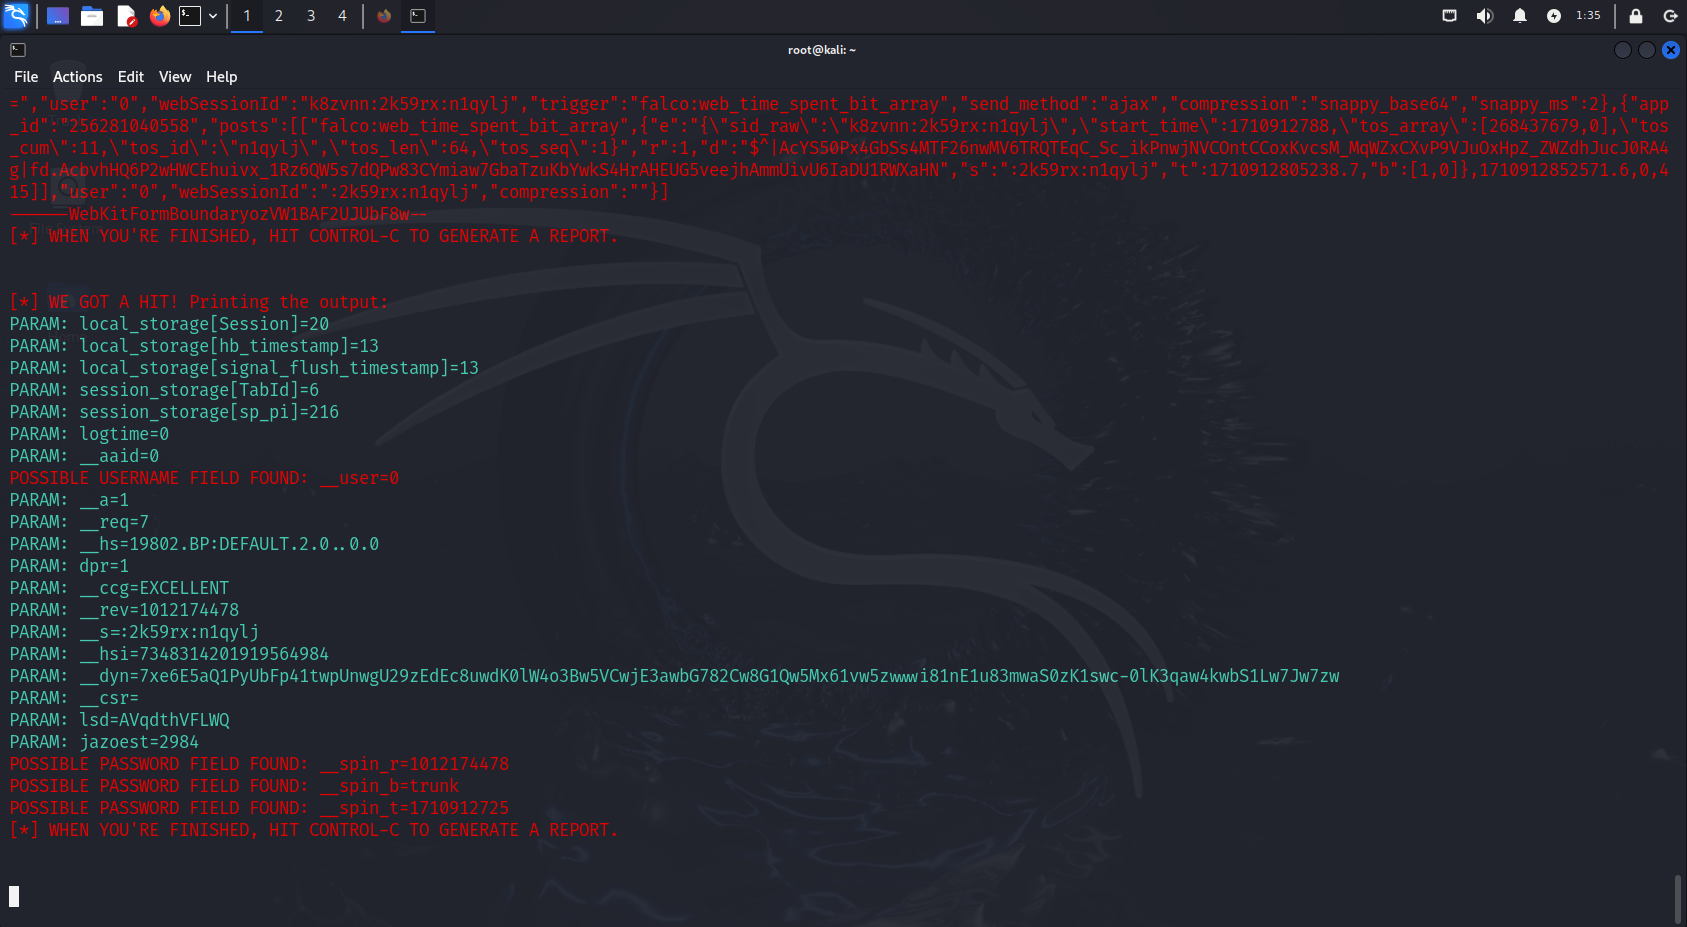 1 2 3 4 1:35
root@kali: ~
File Actions Edit View Help
=","user":"0","webSessionId":"k8zvnn:2k59rx:n1qylj","trigger":"falco:web_time_spent_bit_array","send_method":"ajax","compression":"snappy_base64","snappy_ms":2},{"app
_id":"256281040558","posts":[["falco:web_time_spent_bit_array",{"e":"{\"sid_raw\":\"k8zvnn:2k59rx:n1qylj\",\"start_time\":1710912788,\"tos_array\":[268437679,0],\"tos
_cum\":11,\"tos_id\":\"n1qylj\",\"tos_len\":64,\"tos_seq\":1}","r":1,"d":"$^|AcYS50Px4GbSs4MTF26nwMV6TRQTEqC_Sc_ikPnwjNVCOntCCoxKvcsM_MqWZxCXvP9VJuOxHpZ_ZWZdhJucJ0RA4
g|fd.AcbvhHQ6P2wHWCEhuivx_1Rz6QW5s7dQPw83CYmiaw7GbaTzuKbYwkS4HrAHEUG5veejhAmmUivU6IaDU1RWXaHN","s":":2k59rx:n1qylj","t":1710912805238.7,"b":[1,0]},1710912852571.6,0,4
15]],"user":"0","webSessionId":":2k59rx:n1qylj","compression":""}]
------WebKitFormBoundaryozVW1BAF2UJUbF8w--
[*] WHEN YOU'RE FINISHED, HIT CONTROL-C TO GENERATE A REPORT.
[*] WE GOT A HIT! Printing the output:
PARAM: local_storage[Session]=20
PARAM: local_storage[hb_timestamp]=13
PARAM: local_storage[signal_flush_timestamp]=13
PARAM: session_storage[TabId]=6
PARAM: session_storage[sp_pi]=216
PARAM: logtime=0
PARAM: __aaid=0
POSSIBLE USERNAME FIELD FOUND: __user=0
PARAM: __a=1
PARAM: __req=7
PARAM: __hs=19802.BP:DEFAULT.2.0..0.0
PARAM: dpr=1
PARAM: __ccg=EXCELLENT
PARAM: __rev=1012174478
PARAM: __s=:2k59rx:n1qylj
PARAM: __hsi=7348314201919564984
PARAM: __dyn=7xe6E5aQ1PyUbFp41twpUnwgU29zEdEc8uwdK0lW4o3Bw5VCwjE3awbG782Cw8G1Qw5Mx61vw5zwwwi81nE1u83mwaS0zK1swc-0lK3qaw4kwbS1Lw7Jw7zw
PARAM: __csr=
PARAM: lsd=AVqdthVFLWQ
PARAM: jazoest=2984
POSSIBLE PASSWORD FIELD FOUND: __spin_r=1012174478
POSSIBLE PASSWORD FIELD FOUND: __spin_b=trunk
POSSIBLE PASSWORD FIELD FOUND: __spin_t=1710912725
[*] WHEN YOU'RE FINISHED, HIT CONTROL-C TO GENERATE A REPORT.